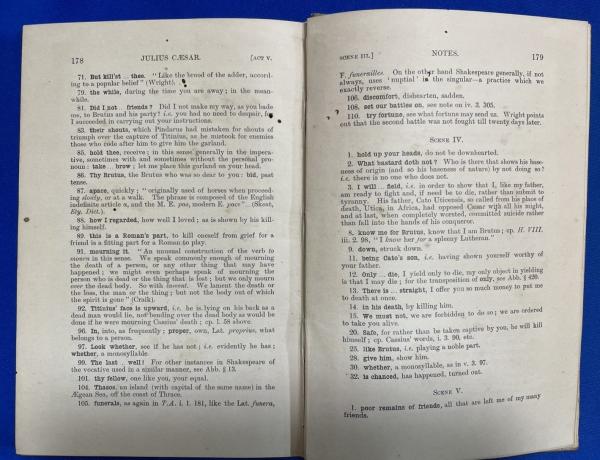 178 JULIUS CÆSAR. [ACT V.
71. But kill'st .. thee. "Like the brood of the adder, accord-
ing to a popular belief" (Wright).
79. the while, during the time you are away; in the mean-
while.
81. Did I not .. friends? Did I not make my way, as you bade
me, to Brutus and his party? i.e. you had no need to despair, for
I succeeded in carrying out your instructions.
83. their shouts, which Pindarus had mistaken for shouts of
triumph over the capture of Titinius, as he mistook for enemies
those who rode after him to give him the garland.
85. hold thee, receive; in this sense generally in the impera-
tive, sometimes with and sometimes without the personal pro-
noun: take .. brow; let me place this garland on your head.
86. Thy Brutus, the Brutus who was so dear to you: bid, past
tense.
87. apace, quickly; "originally used of horses when proceed-
ing slowly, or at a walk. The phrase is composed of the English
indefinite article a, and the M. E. pas, modern E. pace"... (Skeat,
Ety. Dict.).
88. how I regarded, how well I loved; as is shown by his kill-
ing himself.
89. this is a Roman's part, to kill oneself from grief for a
friend is a fitting part for a Roman to play.
91. mourning it. "An unusual construction of the verb to
mourn in this sense. We speak commonly enough of mourning
the death of a person, or any other thing that may have
happened; we might even perhaps speak of mourning the
person who is dead or the thing that is lost; but we only mourn
over the dead body. So with lament. We lament the death or
the loss, the man or the thing; but not the body out of which
the spirit is gone" (Craik).
92. Titinius' face is upward, i.e. he is lying on his back as a
dead man would lie, not bending over the dead body as would be
done if he were mourning Cassius' death; cp. l. 58 above.
96. In, into, as frequently; proper, own, Lat. proprius, what
belongs to a person.
97. Look whether, see if he has not; i.e. evidently he has;
whether, a monosyllable.
99. The last .. well! For other instances in Shakespeare of
the vocative used in a similar manner, see Abb. § 13.
101. thy fellow, one like you, your equal.
104. Thasos, an island (with capital of the same name) in the
Ægean Sea, off the coast of Thrace.
105. funerals, as again in T.A. i. 1. 181, like the Lat. funera,
SCENE III.] NOTES. 179
F. funerailles. On the other hand Shakespeare generally, if not
always, uses 'nuptial' in the singular—a practice which we
exactly reverse.
106. discomfort, dishearten, sadden.
108. set our battles on, see note on iv. 3. 305.
110. try fortune, see what fortune may send us. Wright points
out that the second battle was not fought till twenty days later.
SCENE IV.
1. hold up your heads, do not be downhearted.
2. What bastard doth not? Who is there that shows his base-
ness of origin (and so his baseness of nature) by not doing so?
i.e. there is no one who does not.
3. I will .. field, i.e. in order to show that I, like my father,
am ready to fight and, if need be to die, rather than submit to
tyranny. His father, Cato Uticensis, so called from his place of
death, Utica, in Africa, had opposed Cæsar with all his might,
and at last, when completely worsted, committed suicide rather
than fall into the hands of his conqueror.
8. know me for Brutus, know that I am Brutus; cp. H. VIII.
iii. 2. 98, "I know her for a spleeny Lutheran."
9. down, struck down.
11. being Cato's son, i.e. having shown yourself worthy of
your father.
12. Only .. die, I yield only to die, my only object in yielding
is that I may die; for the transposition of only, see Abb. § 420.
13. There is .. straight, I offer you so much money to put me
to death at once.
14. in his death, by killing him.
15. We must not, we are forbidden to do so; we are ordered
to take you alive.
20. Safe, for rather than be taken captive by you, he will kill
himself; cp. Cassius' words, i. 3. 90, etc.
25. like Brutus, i.e. playing a noble part.
28. give him, show him.
30. whether, a monosyllable, as in v. 3. 97.
32. is chanced, has happened, turned out.
SCENE V.
1. poor remains of friends, all that are left me of my many
friends.